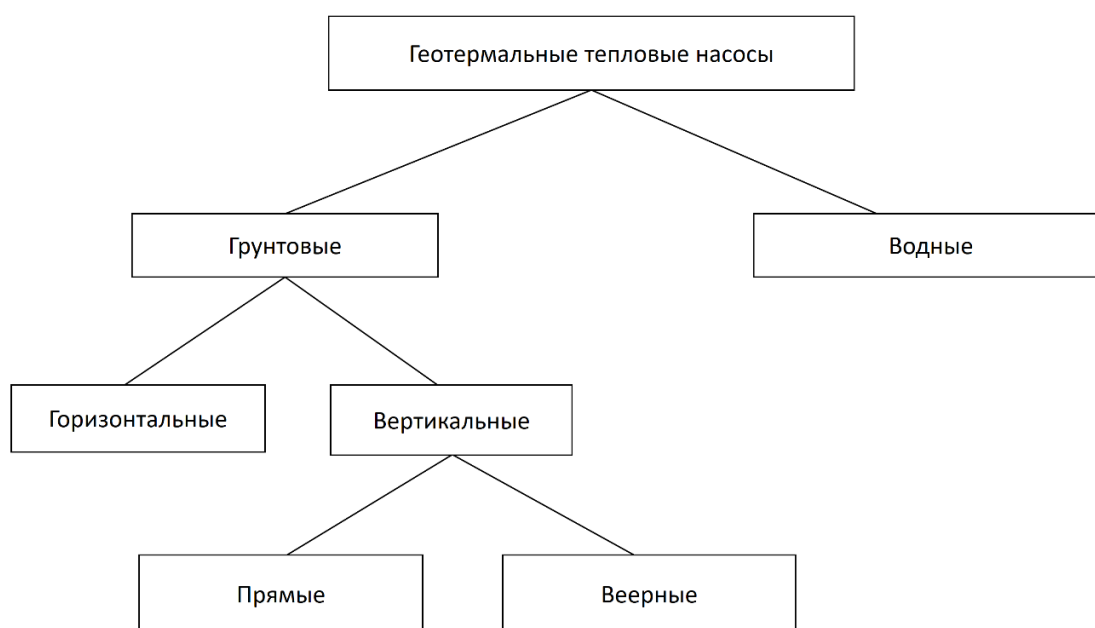 Геотермальные тепловые насосы
Грунтовые
Водные
Горизонтальные
Вертикальные
Прямые
Веерные